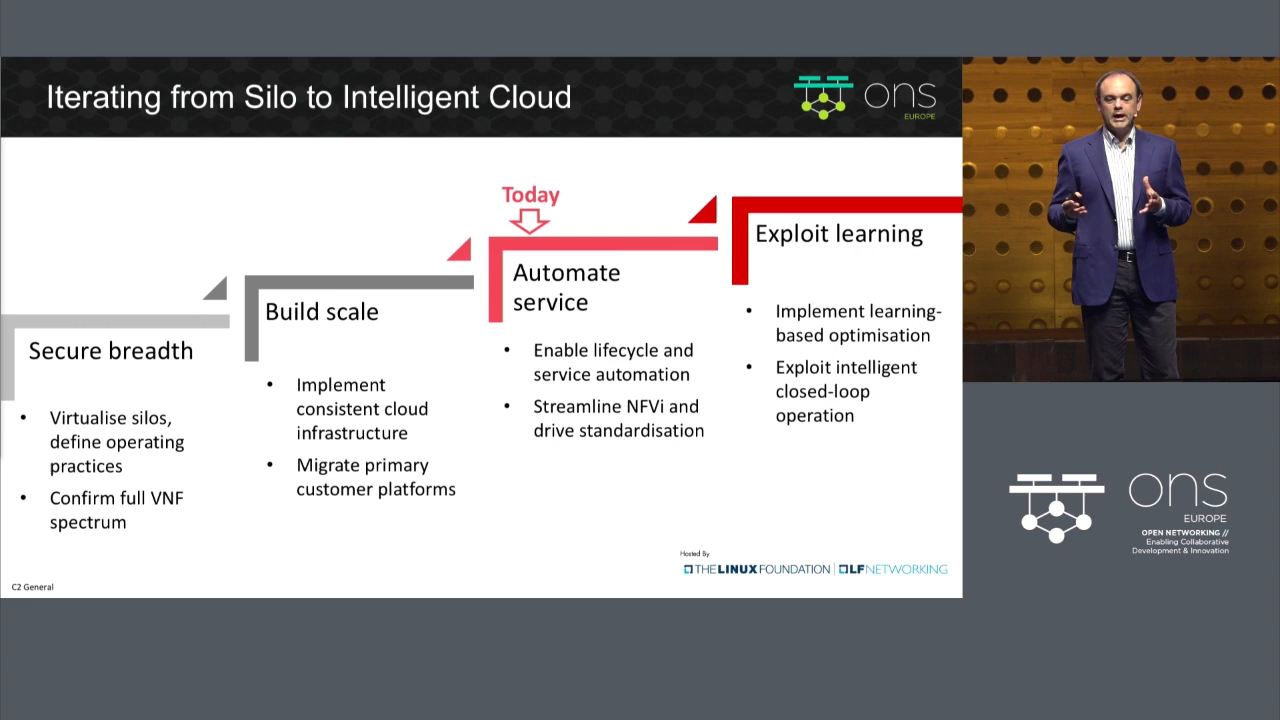 Iterating from Silo to Intelligent Cloud
ons
EUROPE
Today
Secure breadth
• Virtualise silos,
define operating
practices
• Confirm full VNF
spectrum
Build scale
• Implement
consistent cloud
infrastructure
• Migrate primary
customer platforms
Automate
service
• Enable lifecycle and
service automation
• Streamline NFVi and
drive standardisation
Exploit learning
• Implement learning-
based optimisation
• Exploit intelligent
closed-loop
operation
Hosted By
THE LINUX FOUNDATION | LF NETWORKING
C2 General
ons
EUROPE
OPEN NETWORKING //
Enabling Collaborative
Development & Innovation